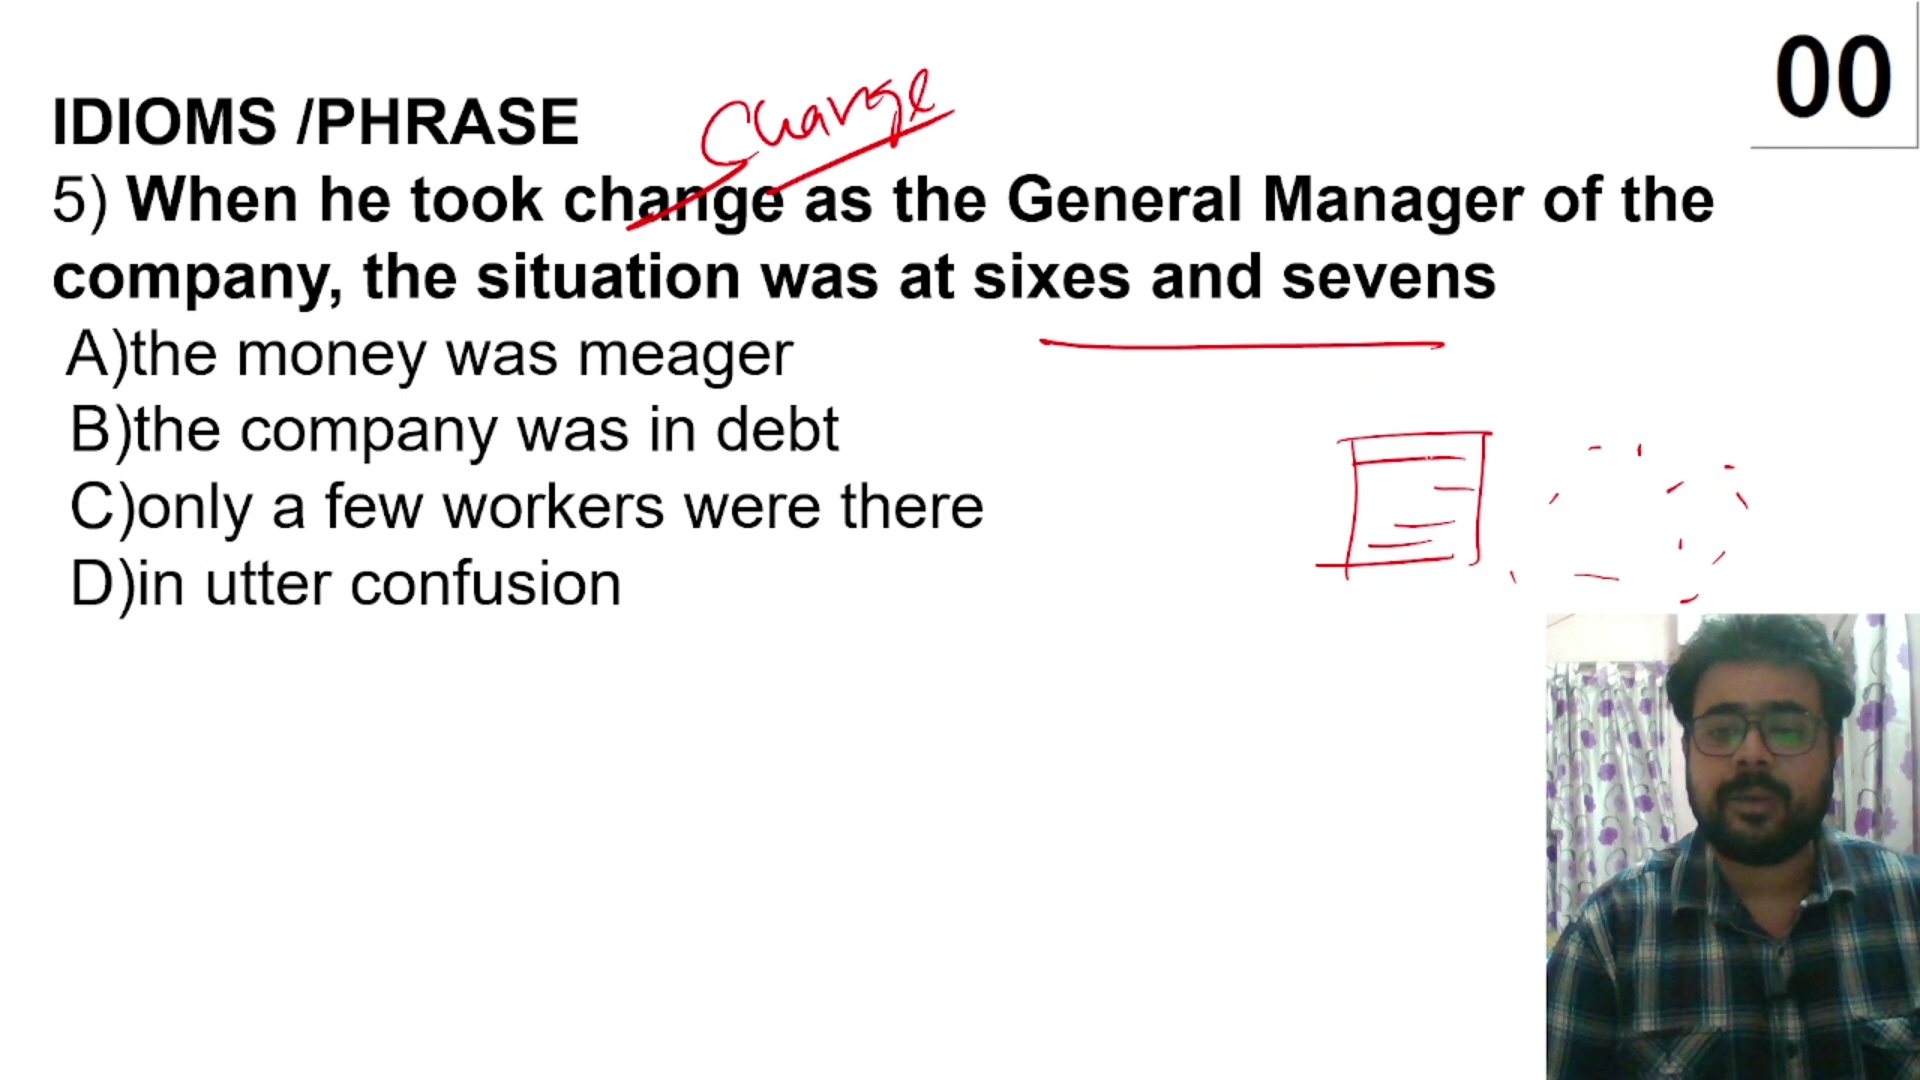 00
IDIOMS /PHRASE
Charge
5) When he took change as the General Manager of the
company, the situation was at sixes and sevens
A)the money was meager
B)the company was in debt
C)only a few workers were there
D)in utter confusion